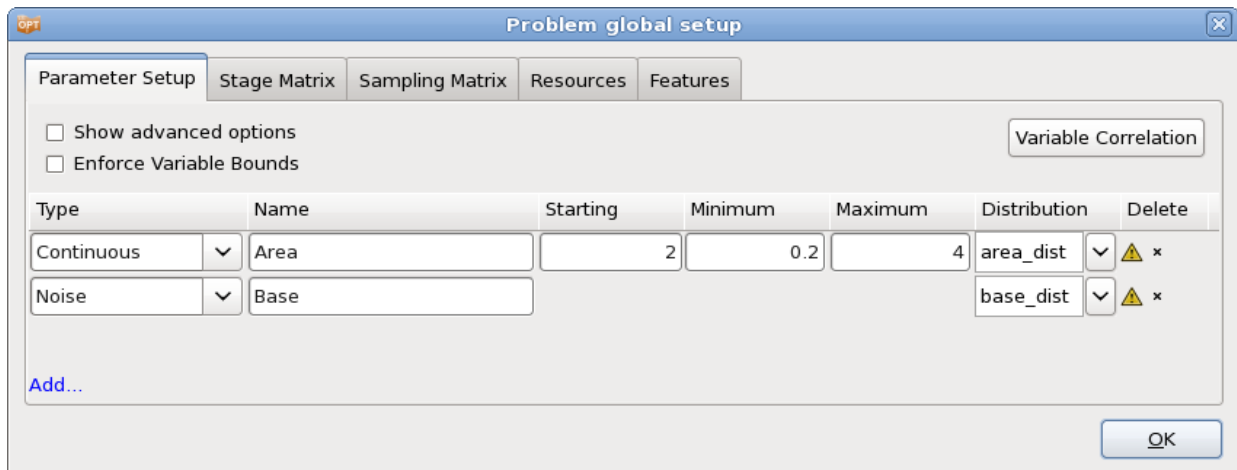 OPT Problem global setup
Parameter Setup Stage Matrix Sampling Matrix Resources Features
Show advanced options
Variable Correlation
Enforce Variable Bounds
Type Name Starting Minimum Maximum Distribution Delete
Continuous Area 2 0.2 4 area_dist
Noise Base base_dist
Add...
OK